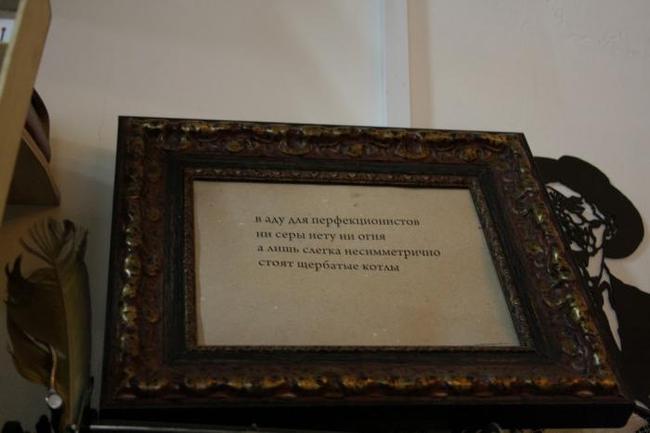 в аду для перфекционистов
ни серы нету ни огня
а лишь слегка несимметрично
стоят щербатые котлы